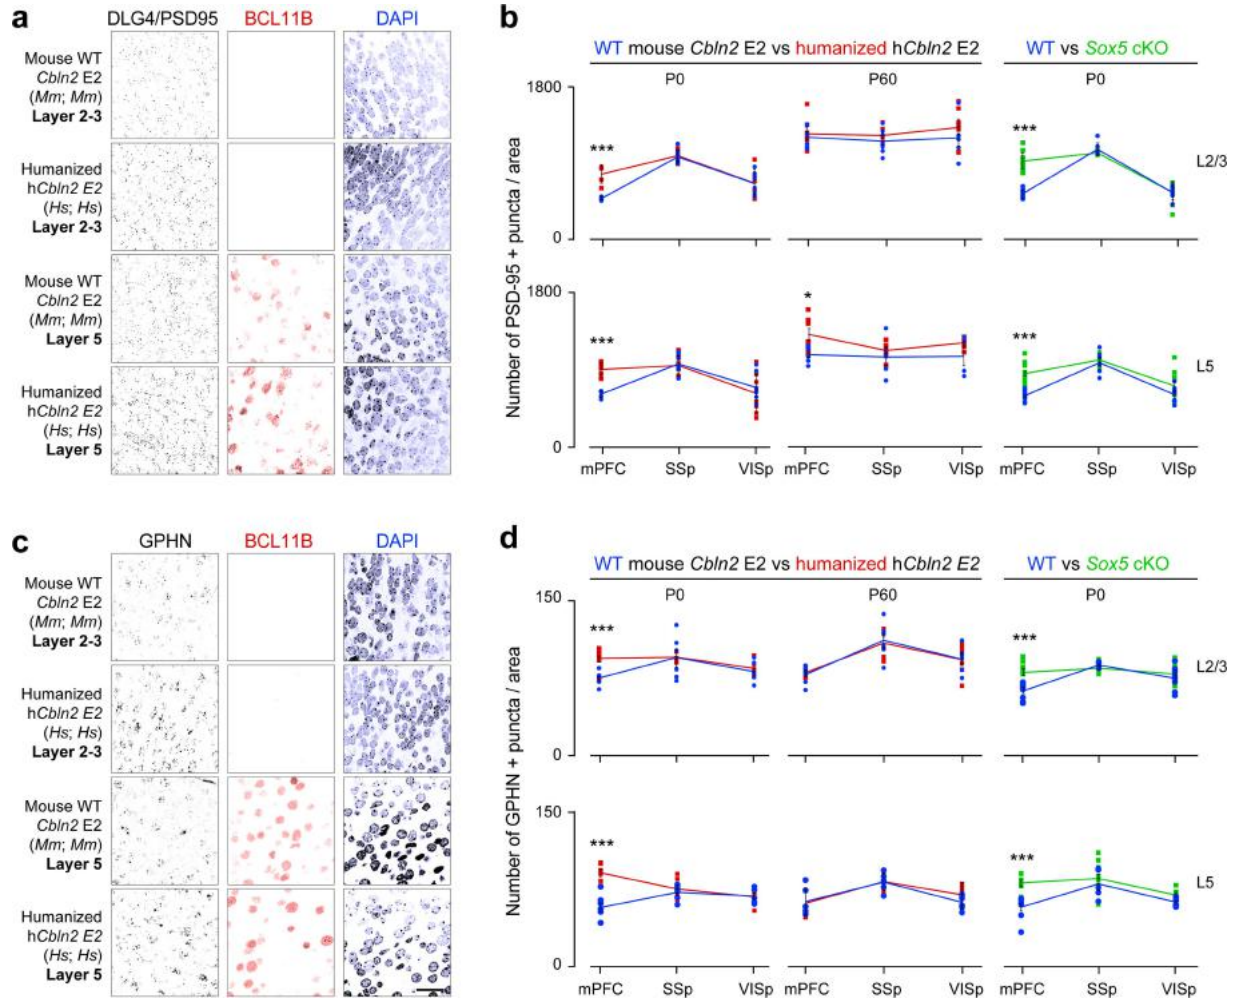 a
DLG4/PSD95 BCL11B DAPI
Mouse WT
Cbln2 E2
(Mm; Mm)
Layer 2-3
Humanized
hCbln2 E2
(Hs; Hs)
Layer 2-3
Mouse WT
Cbln2 E2
(Mm; Mm)
Layer 5
Humanized
hCbln2 E2
(Hs; Hs)
Layer 5
b
WT mouse Cbln2 E2 vs humanized hCbln2 E2
WT vs Sox5 cKO
P0 P60 P0
Number of PSD-95 + puncta / area
1800
0
***
***
L2/3
1800
0
***
*
***
L5
mPFC SSp VISp mPFC SSp VISp mPFC SSp VISp
c
GPHN BCL11B DAPI
Mouse WT
Cbln2 E2
(Mm; Mm)
Layer 2-3
Humanized
hCbln2 E2
(Hs; Hs)
Layer 2-3
Mouse WT
Cbln2 E2
(Mm; Mm)
Layer 5
Humanized
hCbln2 E2
(Hs; Hs)
Layer 5
d
WT mouse Cbln2 E2 vs humanized hCbln2 E2
WT vs Sox5 cKO
P0 P60 P0
Number of GPHN + puncta / area
150
0
***
***
L2/3
150
0
***
***
L5
mPFC SSp VISp mPFC SSp VISp mPFC SSp VISp